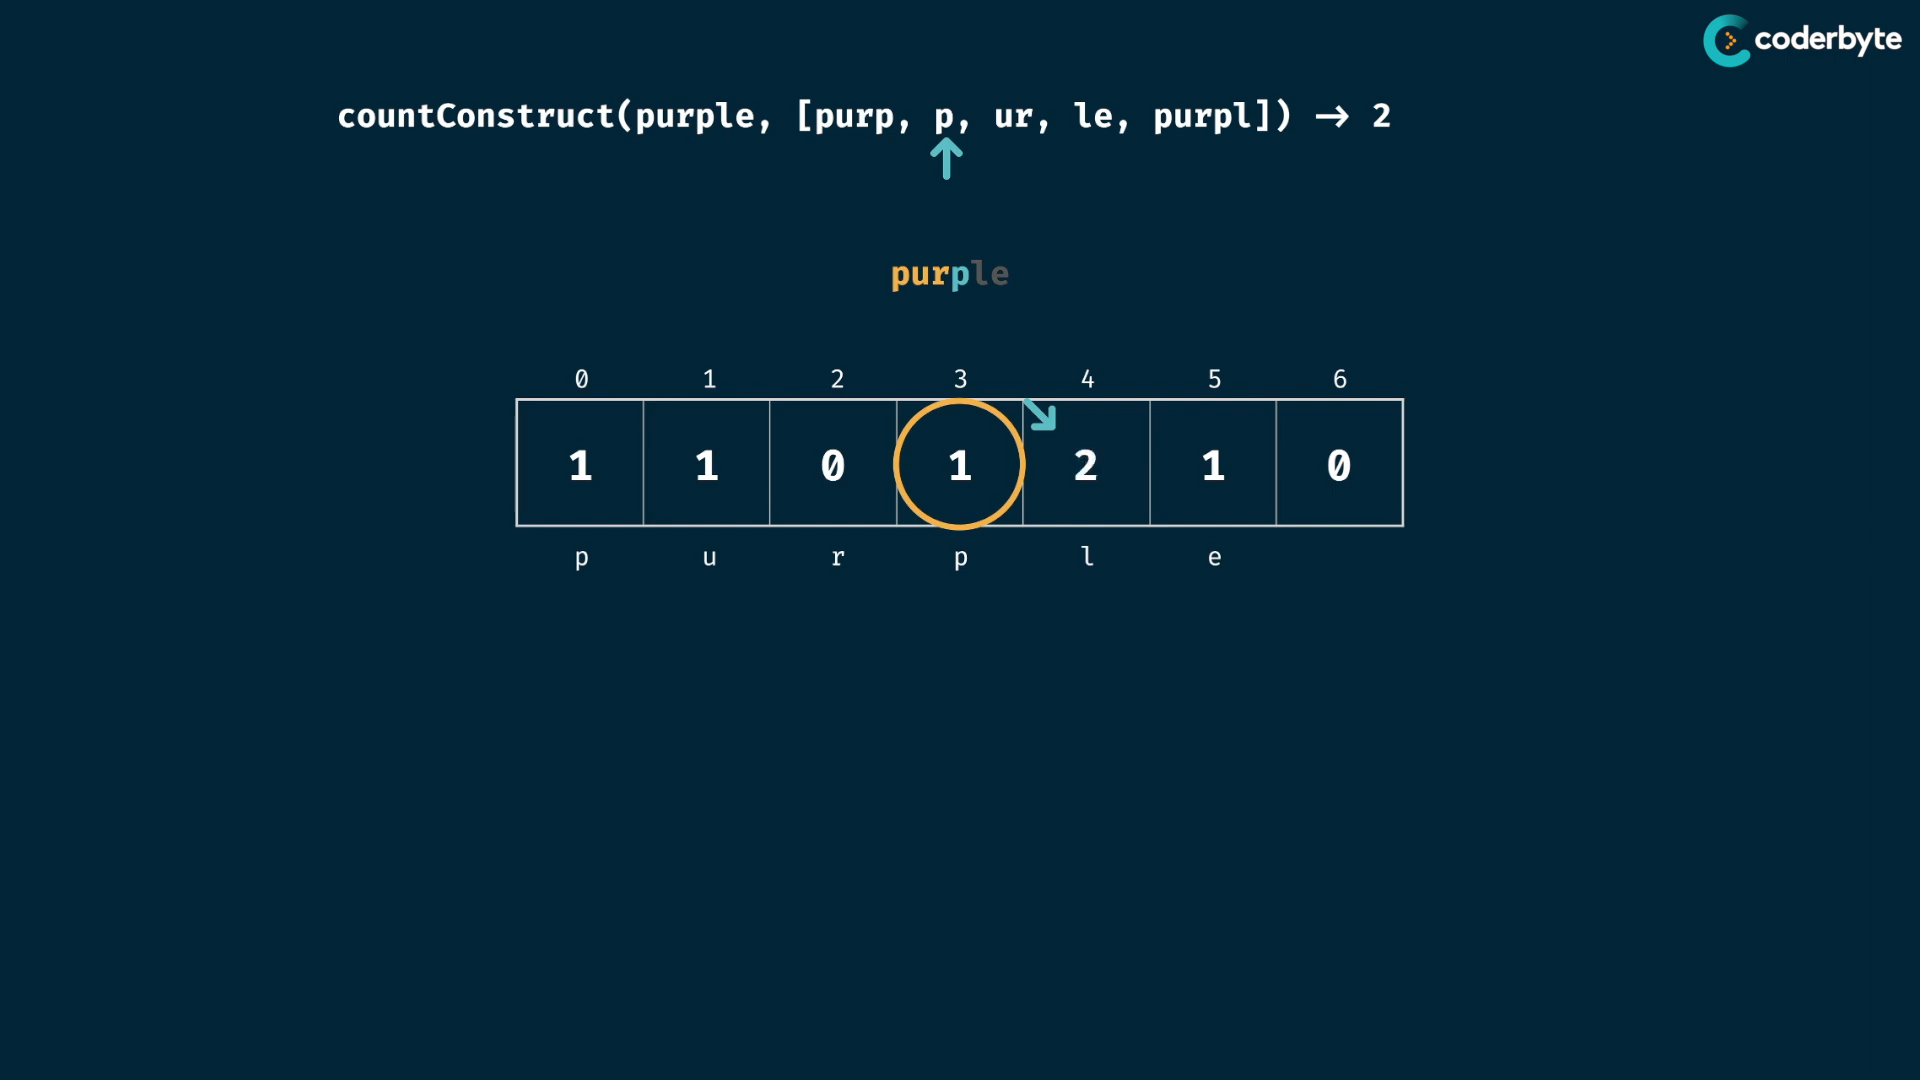 coderbyte
countConstruct(purple, [purp, p, ur, le, purpl]) → 2
purple
0 1 2 3 4 5 6
1 1 0 1 2 1 0
p u r p l e